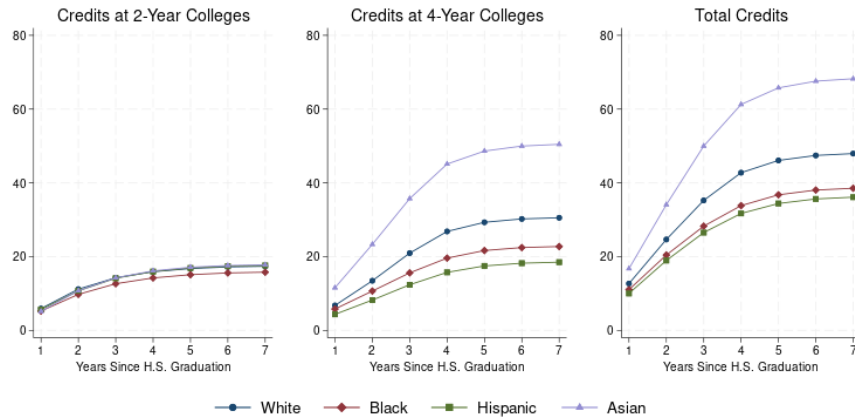 Credits at 2-Year Colleges
80
60
40
20
0
1 2 3 4 5 6 7
Years Since H.S. Graduation
Credits at 4-Year Colleges
80
60
40
20
0
1 2 3 4 5 6 7
Years Since H.S. Graduation
Total Credits
80
60
40
20
0
1 2 3 4 5 6 7
Years Since H.S. Graduation
White Black Hispanic Asian